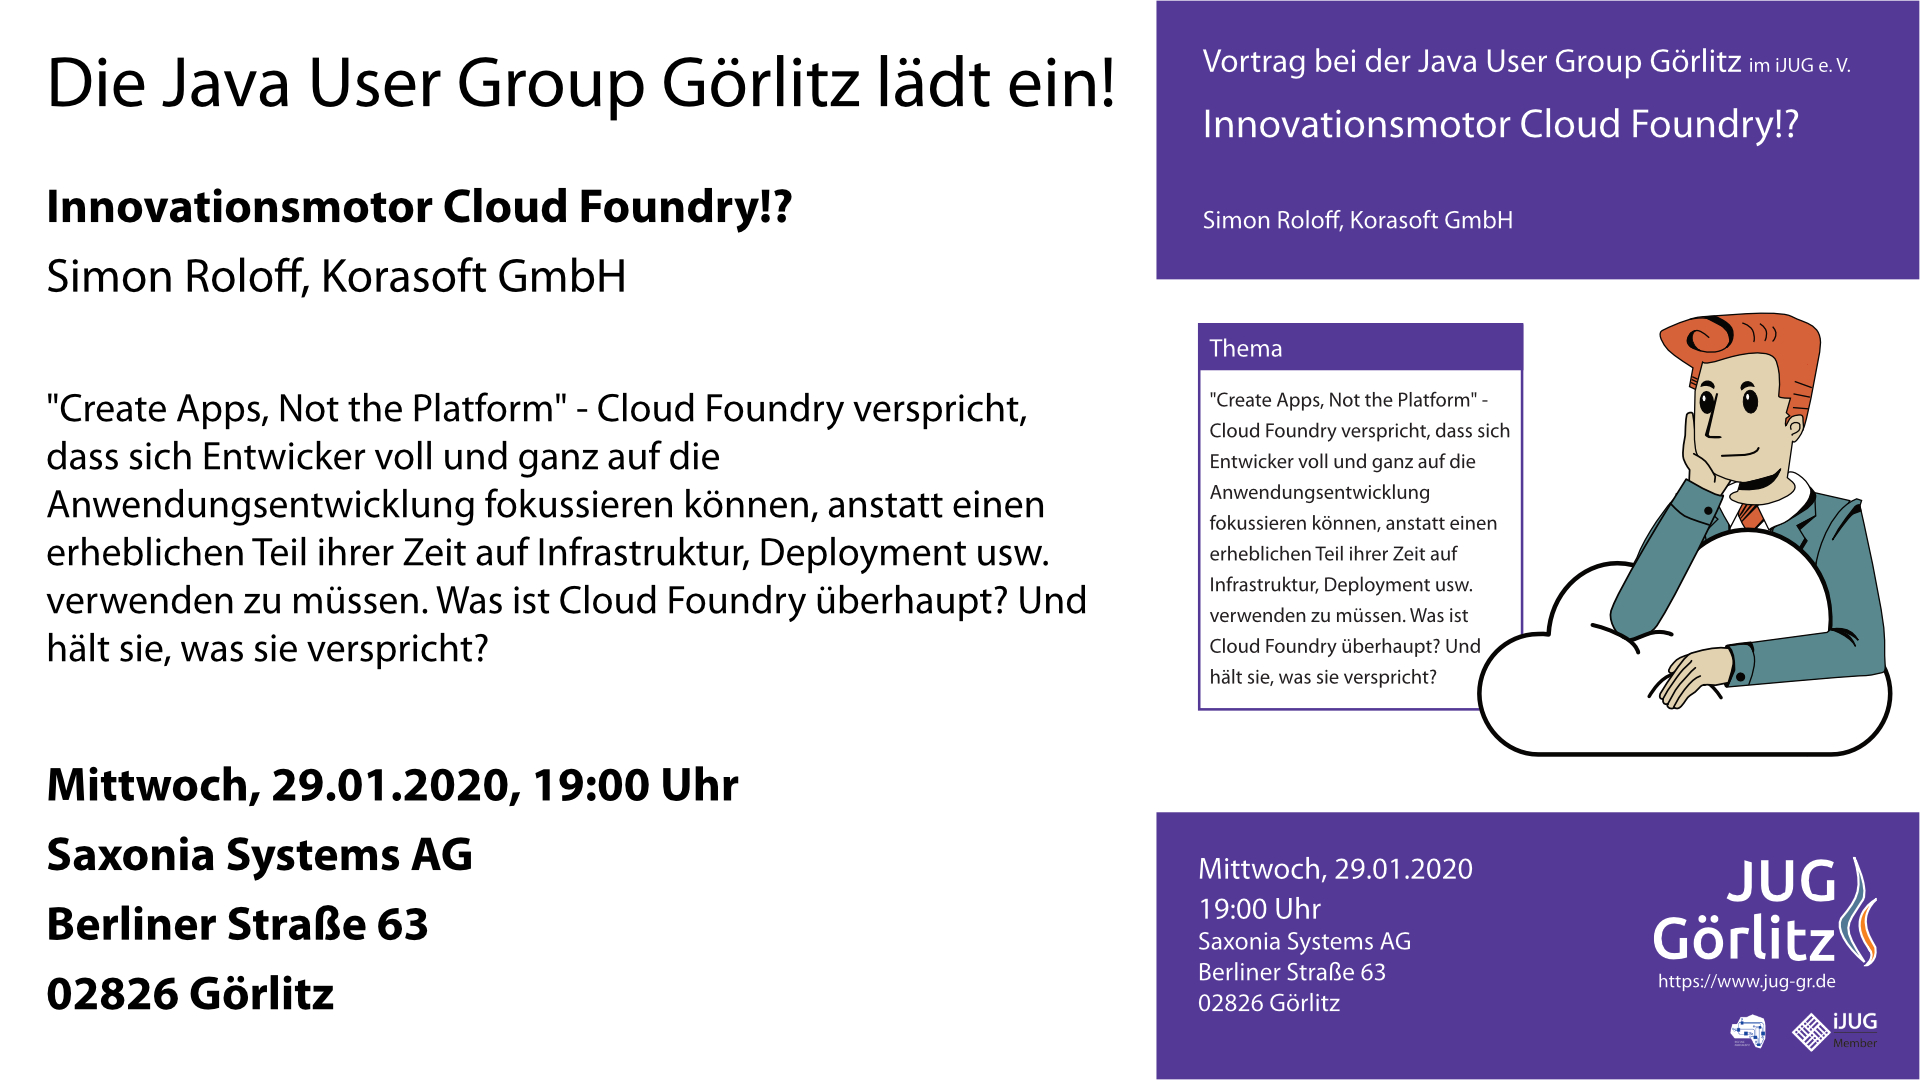 Die Java User Group Görlitz lädt ein!
Innovationsmotor Cloud Foundry!?
Simon Roloff, Korasoft GmbH
"Create Apps, Not the Platform" - Cloud Foundry verspricht,
dass sich Entwicker voll und ganz auf die
Anwendungsentwicklung fokussieren können, anstatt einen
erheblichen Teil ihrer Zeit auf Infrastruktur, Deployment usw.
verwenden zu müssen. Was ist Cloud Foundry überhaupt? Und
hält sie, was sie verspricht?
Mittwoch, 29.01.2020, 19:00 Uhr
Saxonia Systems AG
Berliner Straße 63
02826 Görlitz
Vortrag bei der Java User Group Görlitz im iJUG e. V.
Innovationsmotor Cloud Foundry!?
Simon Roloff, Korasoft GmbH
Thema
"Create Apps, Not the Platform" -
Cloud Foundry verspricht, dass sich
Entwicker voll und ganz auf die
Anwendungsentwicklung
fokussieren können, anstatt einen
erheblichen Teil ihrer Zeit auf
Infrastruktur, Deployment usw.
verwenden zu müssen. Was ist
Cloud Foundry überhaupt? Und
hält sie, was sie verspricht?
Mittwoch, 29.01.2020
19:00 Uhr
Saxonia Systems AG
Berliner Straße 63
02826 Görlitz
JUG
Görlitz
https://www.jug-gr.de
iJUG
Member